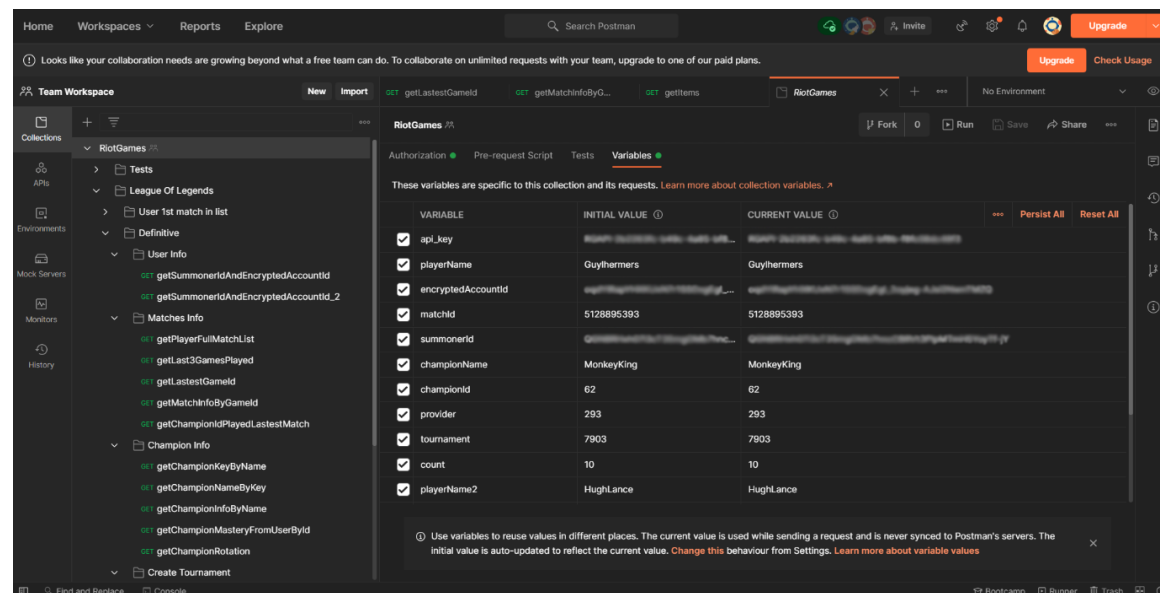 Home Workspaces Reports Explore Search Postman Invite Upgrade
Looks like your collaboration needs are growing beyond what a free team can do. To collaborate on unlimited requests with your team, upgrade to one of our paid plans. Upgrade Check Usage
Team Workspace New Import GET getLastestGameId GET getMatchInfoByG... GET getItems RiotGames No Environment
Collections
APIs
Environments
Mock Servers
Monitors
History
RiotGames
Tests
League Of Legends
User 1st match in list
Definitive
User Info
GET getSummonerIdAndEncryptedAccountId
GET getSummonerIdAndEncryptedAccountId_2
Matches Info
GET getPlayerFullMatchList
GET getLast3GamesPlayed
GET getLastestGameId
GET getMatchInfoByGameId
GET getChampionIdPlayedLastestMatch
Champion Info
GET getChampionKeyByName
GET getChampionNameByKey
GET getChampionInfoByName
GET getChampionMasteryFromUserById
GET getChampionRotation
Create Tournament
RiotGames Fork 0 Run Save Share
Authorization Pre-request Script Tests Variables
These variables are specific to this collection and its requests. Learn more about collection variables. ↗
VARIABLE INITIAL VALUE CURRENT VALUE Persist All Reset All
api_key
playerName Guylhermers Guylhermers
encryptedAccountId
matchId 5128895393 5128895393
summonerId
championName MonkeyKing MonkeyKing
championId 62 62
provider 293 293
tournament 7903 7903
count 10 10
playerName2 HughLance HughLance
Use variables to reuse values in different places. The current value is used while sending a request and is never synced to Postman's servers. The
initial value is auto-updated to reflect the current value. Change this behaviour from Settings. Learn more about variable values
Find and Replace Console Bootcamp Runner Trash